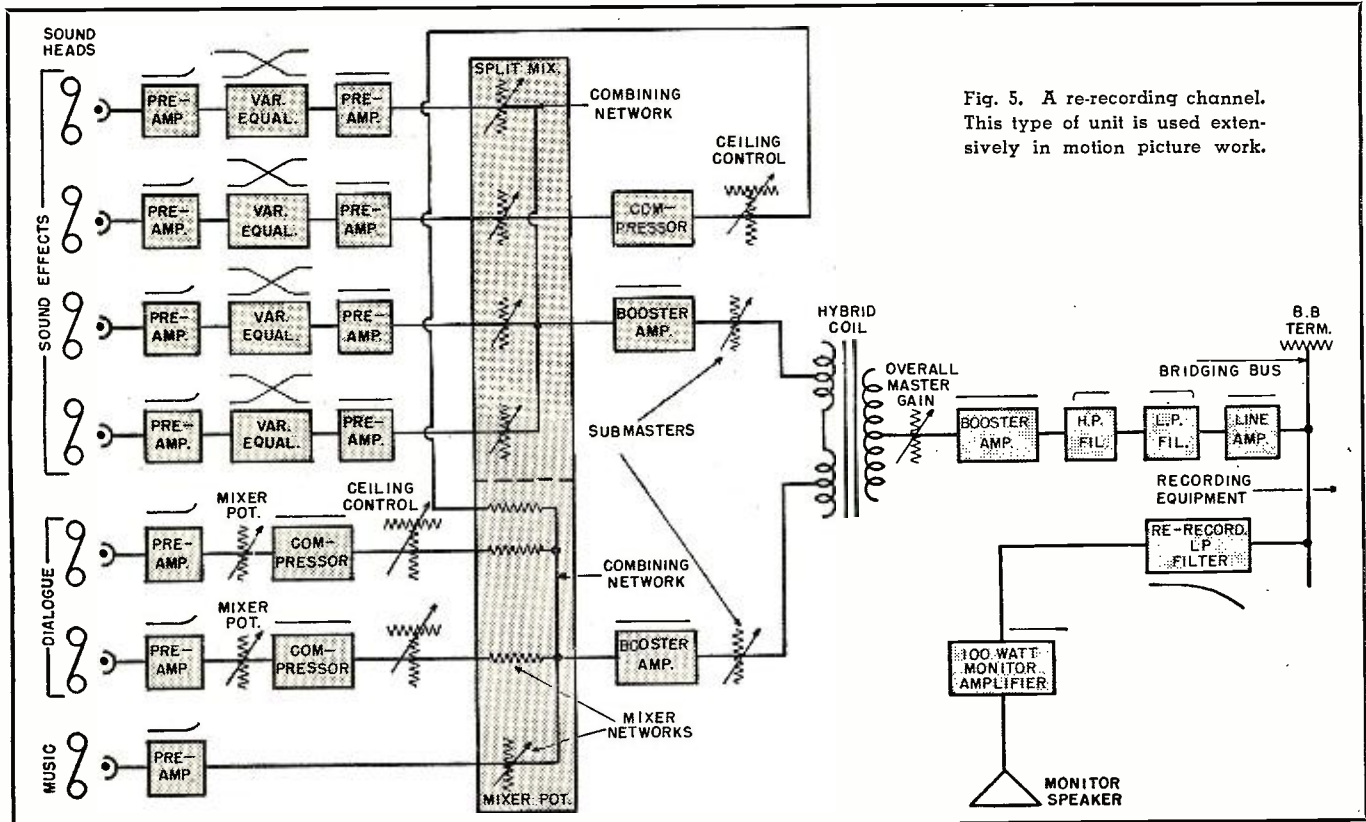 SOUND
HEADS
SOUND EFFECTS
PRE-
AMP.
VAR.
EQUAL.
PRE-
AMP.
SPLIT MIX.
COMBINING
NETWORK
Fig. 5. A re-recording channel.
This type of unit is used exten-
sively in motion picture work.
PRE-
AMP.
VAR.
EQUAL.
PRE-
AMP.
COM-
PRESSOR
CEILING
CONTROL
PRE-
AMP.
VAR.
EQUAL.
PRE-
AMP.
BOOSTER
AMP.
HYBRID
COIL
B.B
TERM.
BRIDGING BUS
PRE-
AMP.
VAR.
EQUAL.
PRE-
AMP.
SUBMASTERS
OVERALL
MASTER
GAIN
BOOSTER
AMP.
H.P.
FIL.
L.P.
FIL.
LINE
AMP.
RECORDING
EQUIPMENT
DIALOGUE
PRE-
AMP.
MIXER
POT.
COM-
PRESSOR
CEILING
CONTROL
COMBINING
NETWORK
RE-RECORD.
L.P.
FILTER
PRE-
AMP.
MIXER
POT.
COM-
PRESSOR
BOOSTER
AMP.
100 WATT
MONITOR
AMPLIFIER
MIXER
NETWORKS
MUSIC
PRE-
AMP.
MIXER POT.
MONITOR
SPEAKER